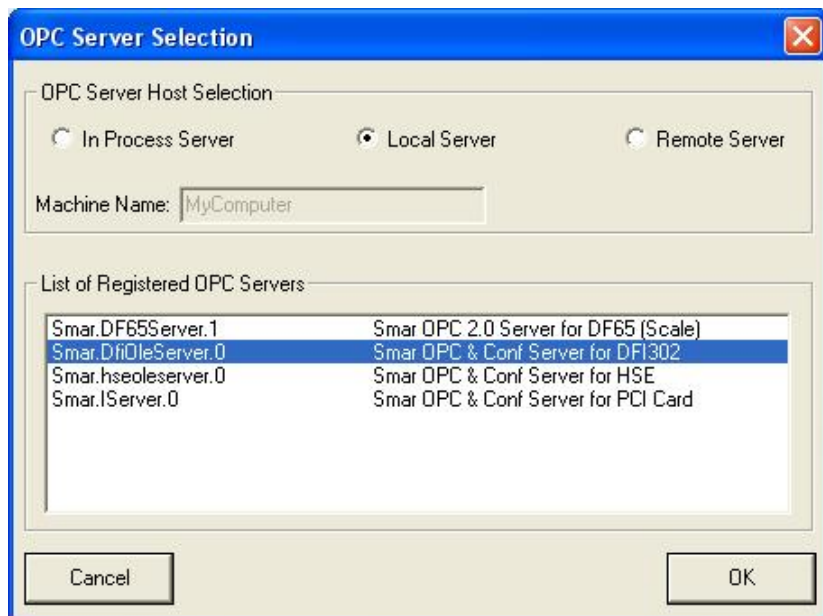 OPC Server Selection
OPC Server Host Selection
In Process Server Local Server Remote Server
Machine Name: MyComputer
List of Registered OPC Servers
Smar.DF65Server.1 Smar OPC 2.0 Server for DF65 (Scale)
Smar.DfiOleServer.0 Smar OPC & Conf Server for DFI302
Smar.hseoleserver.0 Smar OPC & Conf Server for HSE
Smar.IServer.0 Smar OPC & Conf Server for PCI Card
Cancel OK